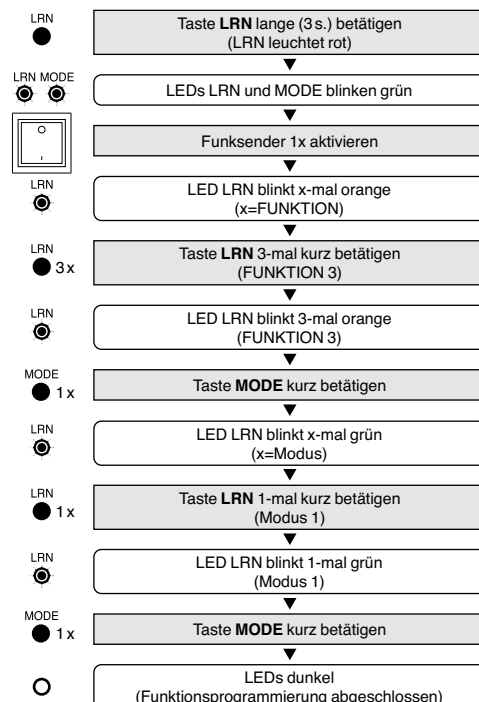 LRN
Taste LRN lange (3 s.) betätigen
(LRN leuchtet rot)
LRN MODE
LEDs LRN und MODE blinken grün
Funksender 1x aktivieren
LRN
LED LRN blinkt x-mal orange
(x=FUNKTION)
LRN
3 x
Taste LRN 3-mal kurz betätigen
(FUNKTION 3)
LRN
LED LRN blinkt 3-mal orange
(FUNKTION 3)
MODE
1 x
Taste MODE kurz betätigen
LRN
LED LRN blinkt x-mal grün
(x=Modus)
LRN
1 x
Taste LRN 1-mal kurz betätigen
(Modus 1)
LRN
LED LRN blinkt 1-mal grün
(Modus 1)
MODE
1 x
Taste MODE kurz betätigen
LEDs dunkel
(Funktionsprogrammierung abgeschlossen)